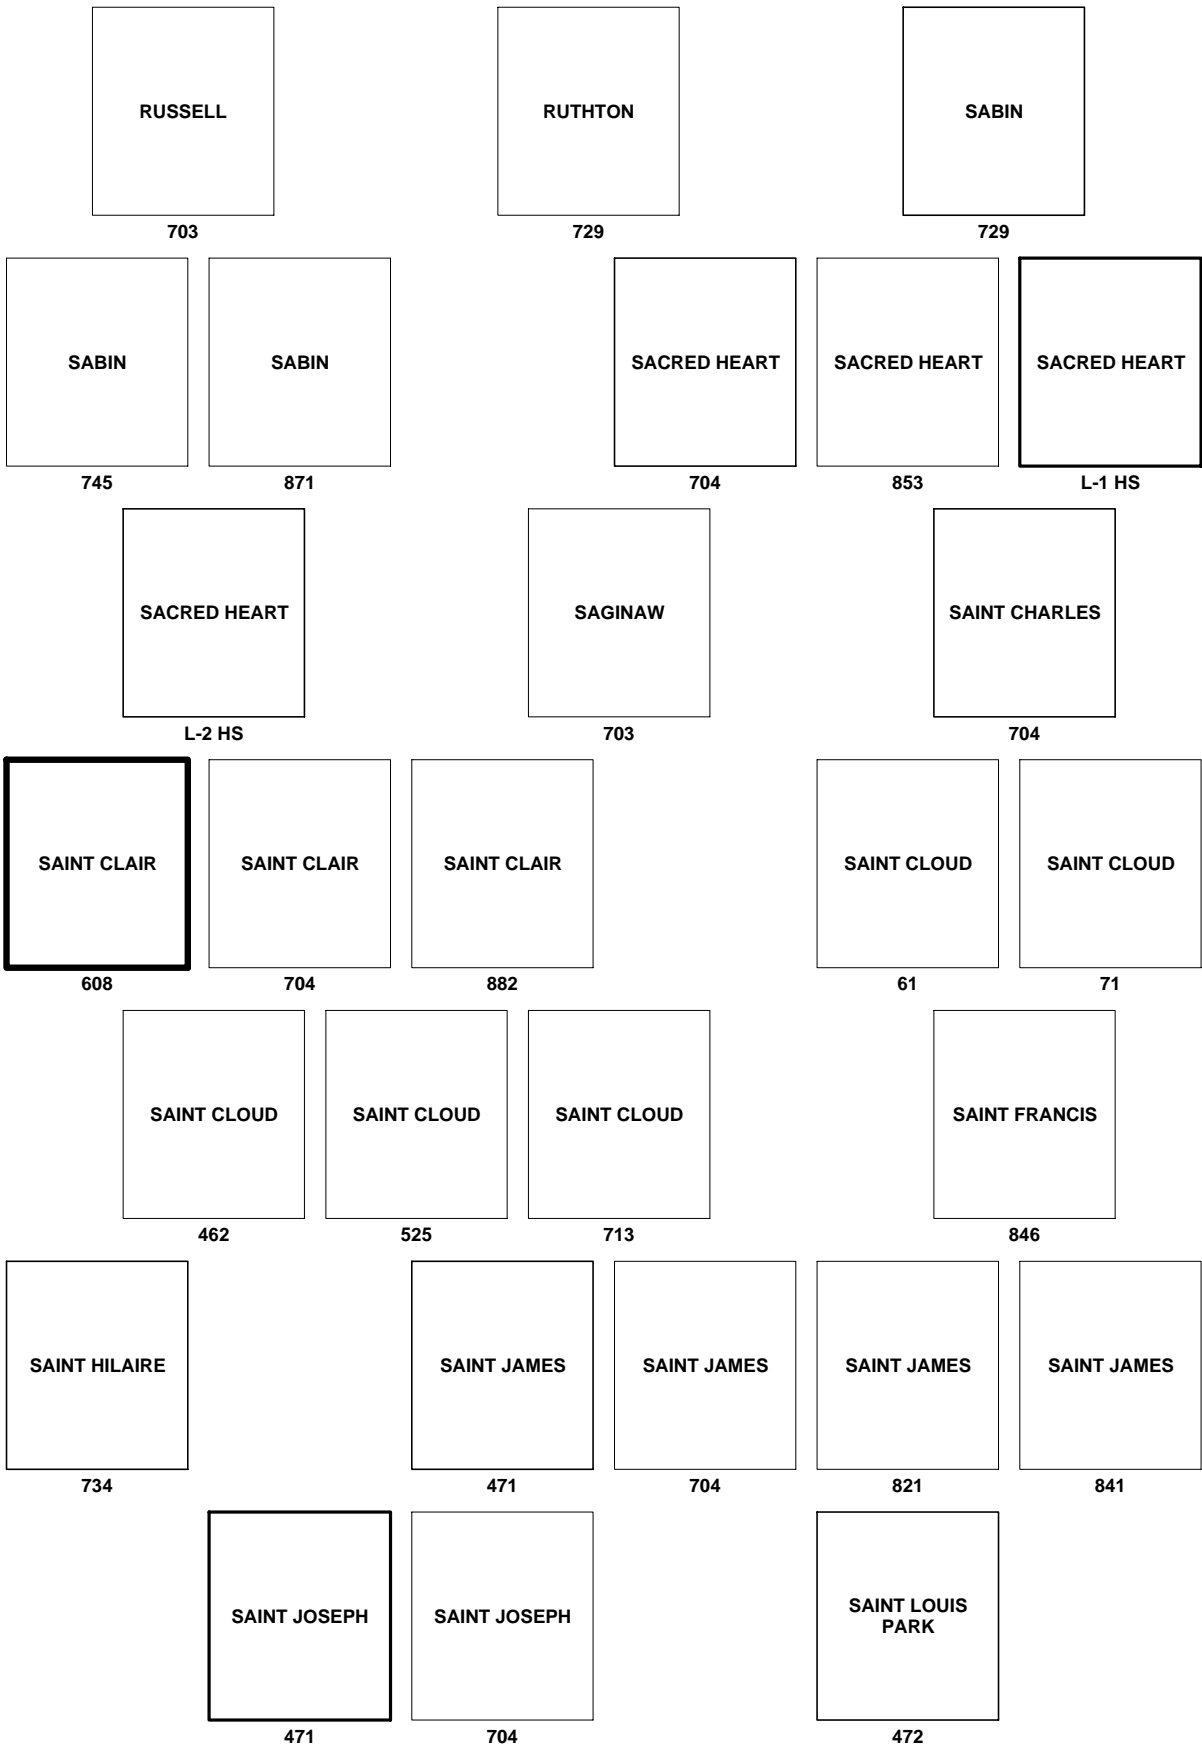 RUSSELL
703
RUTHTON
729
SABIN
729
SABIN
745
SABIN
871
SACRED HEART
704
SACRED HEART
853
SACRED HEART
L-1 HS
SACRED HEART
L-2 HS
SAGINAW
703
SAINT CHARLES
704
SAINT CLAIR
608
SAINT CLAIR
704
SAINT CLAIR
882
SAINT CLOUD
61
SAINT CLOUD
71
SAINT CLOUD
462
SAINT CLOUD
525
SAINT CLOUD
713
SAINT FRANCIS
846
SAINT HILAIRE
734
SAINT JAMES
471
SAINT JAMES
704
SAINT JAMES
821
SAINT JAMES
841
SAINT JOSEPH
471
SAINT JOSEPH
704
SAINT LOUIS
PARK
472